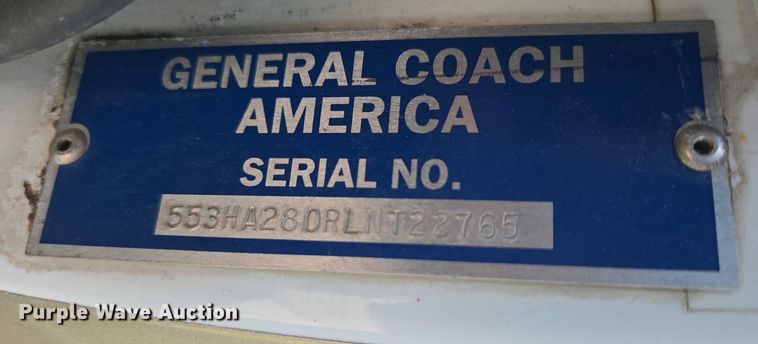 GENERAL COACH
AMERICA
SERIAL NO.
553HA280RLNT22765
Purple Wave Auction